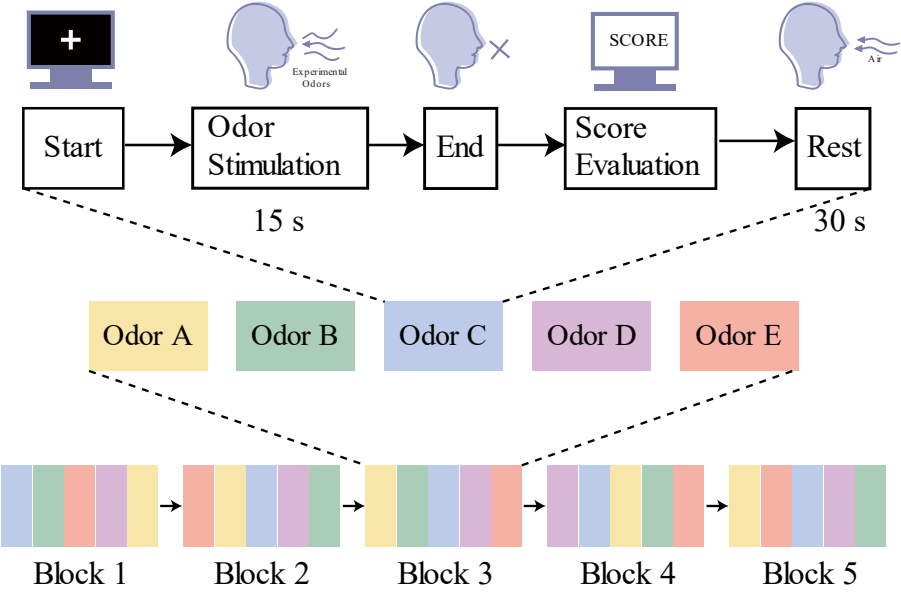 SCORE
Experimental
Odors
Air
Start
Odor
Stimulation
End
Score
Evaluation
Rest
15 s
30 s
Odor A
Odor B
Odor C
Odor D
Odor E
Block 1
Block 2
Block 3
Block 4
Block 5